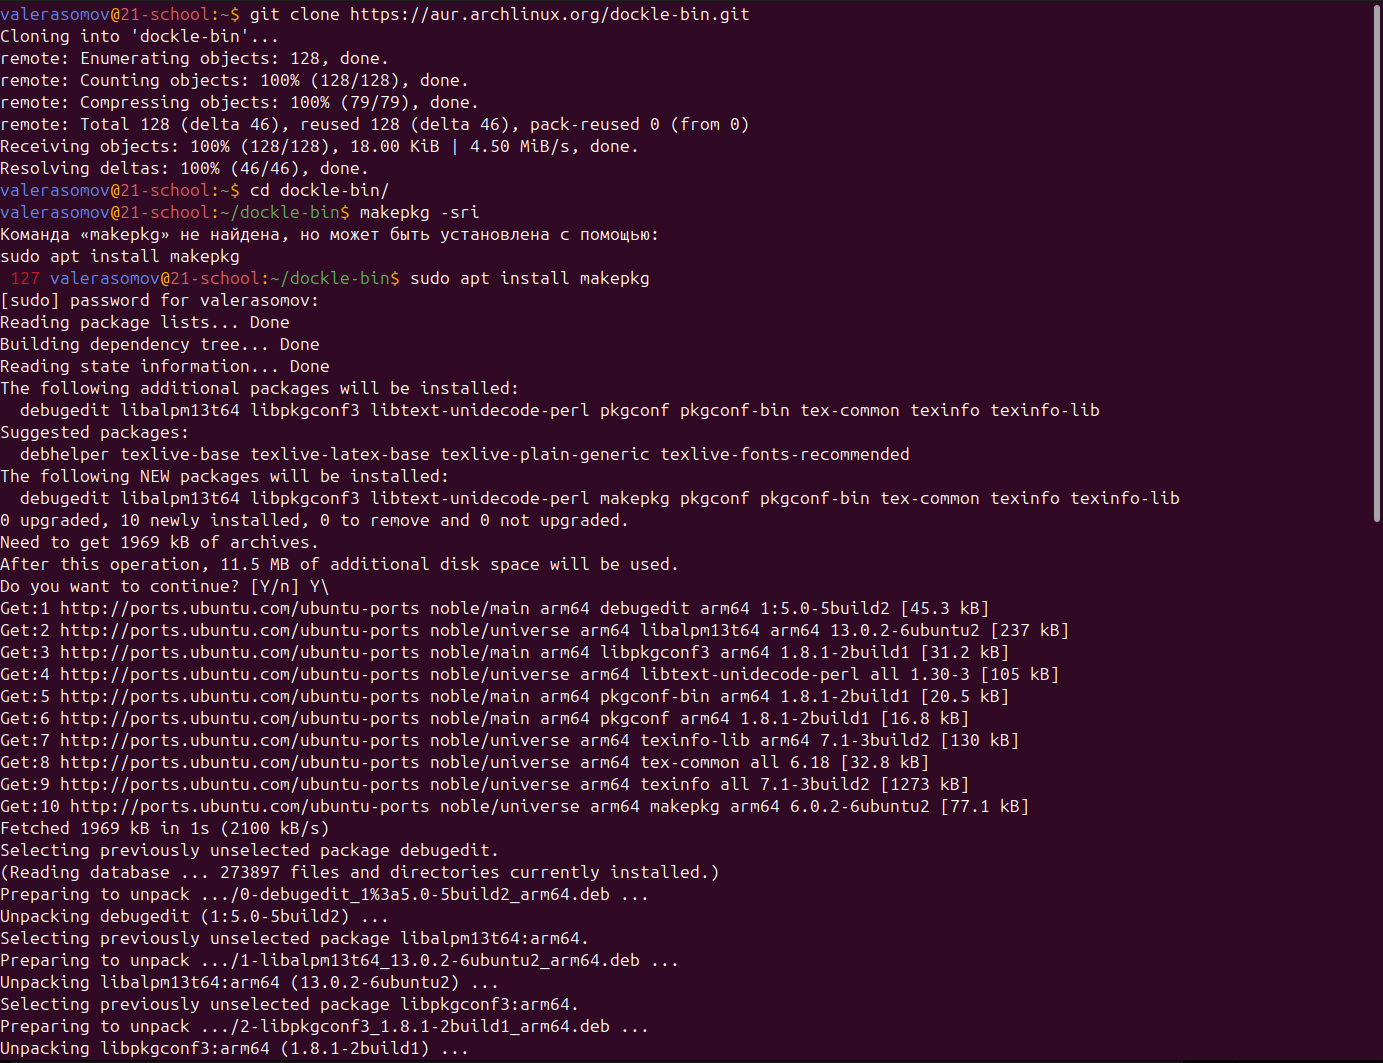 valerasomov@21-school:~$ git clone https://aur.archlinux.org/dockle-bin.git
Cloning into 'dockle-bin'...
remote: Enumerating objects: 128, done.
remote: Counting objects: 100% (128/128), done.
remote: Compressing objects: 100% (79/79), done.
remote: Total 128 (delta 46), reused 128 (delta 46), pack-reused 0 (from 0)
Receiving objects: 100% (128/128), 18.00 KiB | 4.50 MiB/s, done.
Resolving deltas: 100% (46/46), done.
valerasomov@21-school:~$ cd dockle-bin/
valerasomov@21-school:~/dockle-bin$ makepkg -sri
Команда «makepkg» не найдена, но может быть установлена с помощью:
sudo apt install makepkg
 127 valerasomov@21-school:~/dockle-bin$ sudo apt install makepkg
[sudo] password for valerasomov:
Reading package lists... Done
Building dependency tree... Done
Reading state information... Done
The following additional packages will be installed:
  debugedit libalpm13t64 libpkgconf3 libtext-unidecode-perl pkgconf pkgconf-bin tex-common texinfo texinfo-lib
Suggested packages:
  debhelper texlive-base texlive-latex-base texlive-plain-generic texlive-fonts-recommended
The following NEW packages will be installed:
  debugedit libalpm13t64 libpkgconf3 libtext-unidecode-perl makepkg pkgconf pkgconf-bin tex-common texinfo texinfo-lib
0 upgraded, 10 newly installed, 0 to remove and 0 not upgraded.
Need to get 1969 kB of archives.
After this operation, 11.5 MB of additional disk space will be used.
Do you want to continue? [Y/n] Y\
Get:1 http://ports.ubuntu.com/ubuntu-ports noble/main arm64 debugedit arm64 1:5.0-5build2 [45.3 kB]
Get:2 http://ports.ubuntu.com/ubuntu-ports noble/universe arm64 libalpm13t64 arm64 13.0.2-6ubuntu2 [237 kB]
Get:3 http://ports.ubuntu.com/ubuntu-ports noble/main arm64 libpkgconf3 arm64 1.8.1-2build1 [31.2 kB]
Get:4 http://ports.ubuntu.com/ubuntu-ports noble/universe arm64 libtext-unidecode-perl all 1.30-3 [105 kB]
Get:5 http://ports.ubuntu.com/ubuntu-ports noble/main arm64 pkgconf-bin arm64 1.8.1-2build1 [20.5 kB]
Get:6 http://ports.ubuntu.com/ubuntu-ports noble/main arm64 pkgconf arm64 1.8.1-2build1 [16.8 kB]
Get:7 http://ports.ubuntu.com/ubuntu-ports noble/universe arm64 texinfo-lib arm64 7.1-3build2 [130 kB]
Get:8 http://ports.ubuntu.com/ubuntu-ports noble/universe arm64 tex-common all 6.18 [32.8 kB]
Get:9 http://ports.ubuntu.com/ubuntu-ports noble/universe arm64 texinfo all 7.1-3build2 [1273 kB]
Get:10 http://ports.ubuntu.com/ubuntu-ports noble/universe arm64 makepkg arm64 6.0.2-6ubuntu2 [77.1 kB]
Fetched 1969 kB in 1s (2100 kB/s)
Selecting previously unselected package debugedit.
(Reading database ... 273897 files and directories currently installed.)
Preparing to unpack .../0-debugedit_1%3a5.0-5build2_arm64.deb ...
Unpacking debugedit (1:5.0-5build2) ...
Selecting previously unselected package libalpm13t64:arm64.
Preparing to unpack .../1-libalpm13t64_13.0.2-6ubuntu2_arm64.deb ...
Unpacking libalpm13t64:arm64 (13.0.2-6ubuntu2) ...
Selecting previously unselected package libpkgconf3:arm64.
Preparing to unpack .../2-libpkgconf3_1.8.1-2build1_arm64.deb ...
Unpacking libpkgconf3:arm64 (1.8.1-2build1) ...